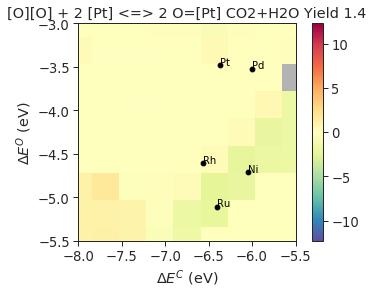 [O][O] + 2 [Pt] <=> 2 O=[Pt] CO2+H2O Yield 1.4
−3.0
−3.5
−4.0
−4.5
−5.0
−5.5
ΔE^O (eV)
Pt
Pd
Rh
Ni
Ru
−8.0 −7.5 −7.0 −6.5 −6.0 −5.5
ΔE^C (eV)
10
5
0
−5
−10